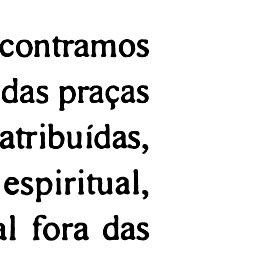 contramos
das praças
atribuídas,
espiritual,
al fora das